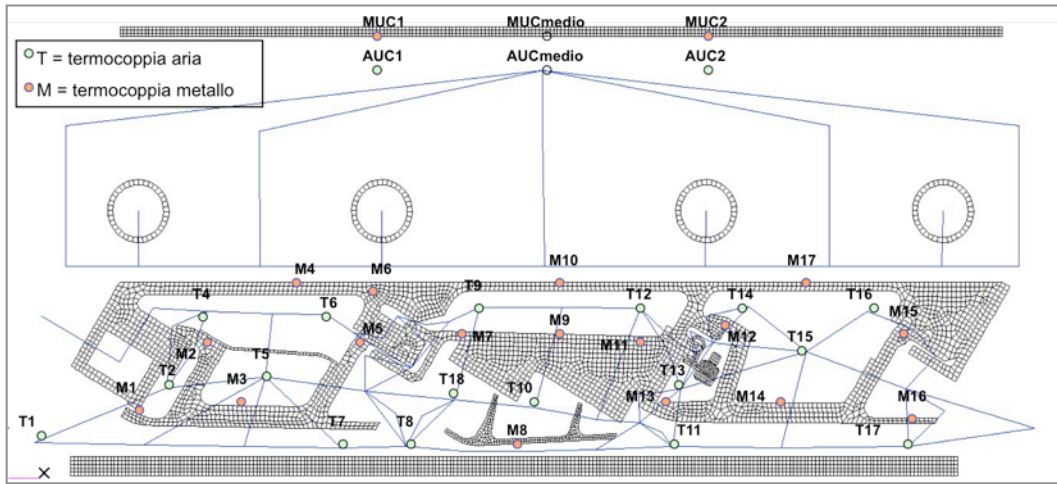 MUC1 MUCmedio MUC2
T = termocoppia aria
AUC1 AUCmedio AUC2
M = termocoppia metallo
M4 M6 M10 M17
T4 T6 T9 T12 T14 T16
M2 M5 M7 M9 M11 M12 M15
T2 T5 T15
M1 M3 T18 T10 M13 T13 M14 M16
T1 T7 T8 M8 T11 T17